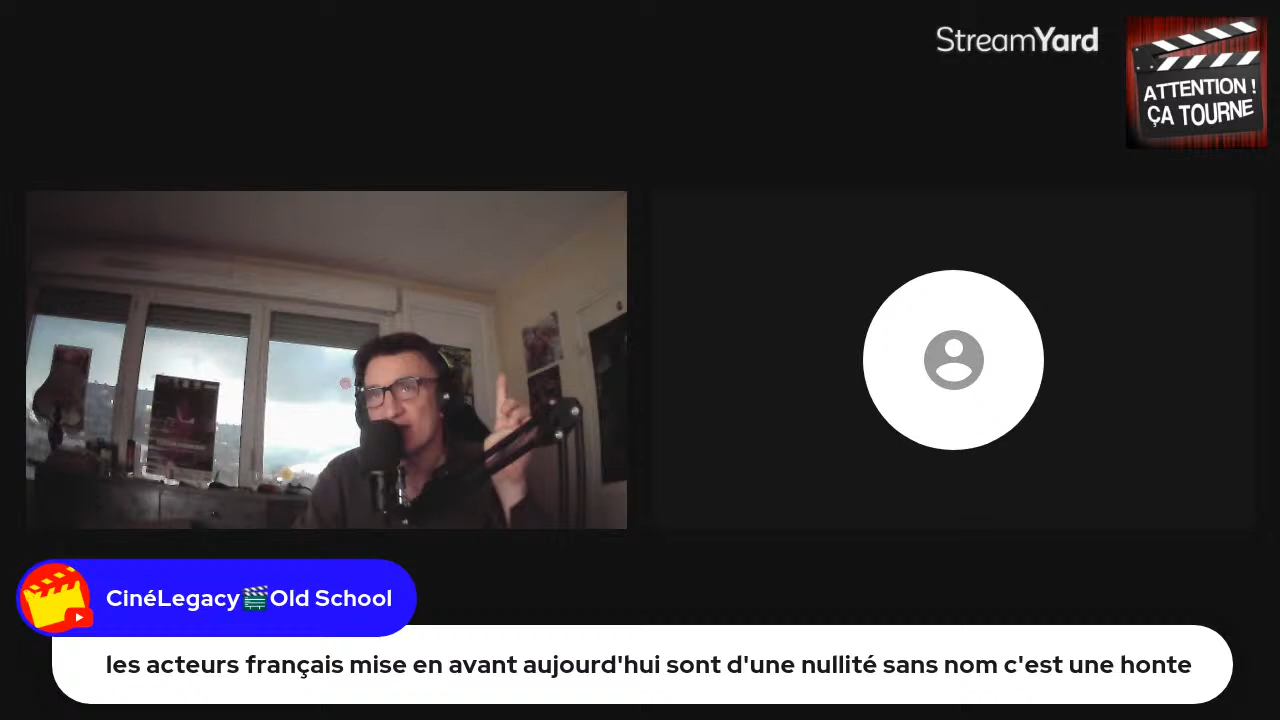 StreamYard
ATTENTION !
ÇA TOURNE
CinéLegacy🎬Old School
les acteurs français mise en avant aujourd'hui sont d'une nullité sans nom c'est une honte